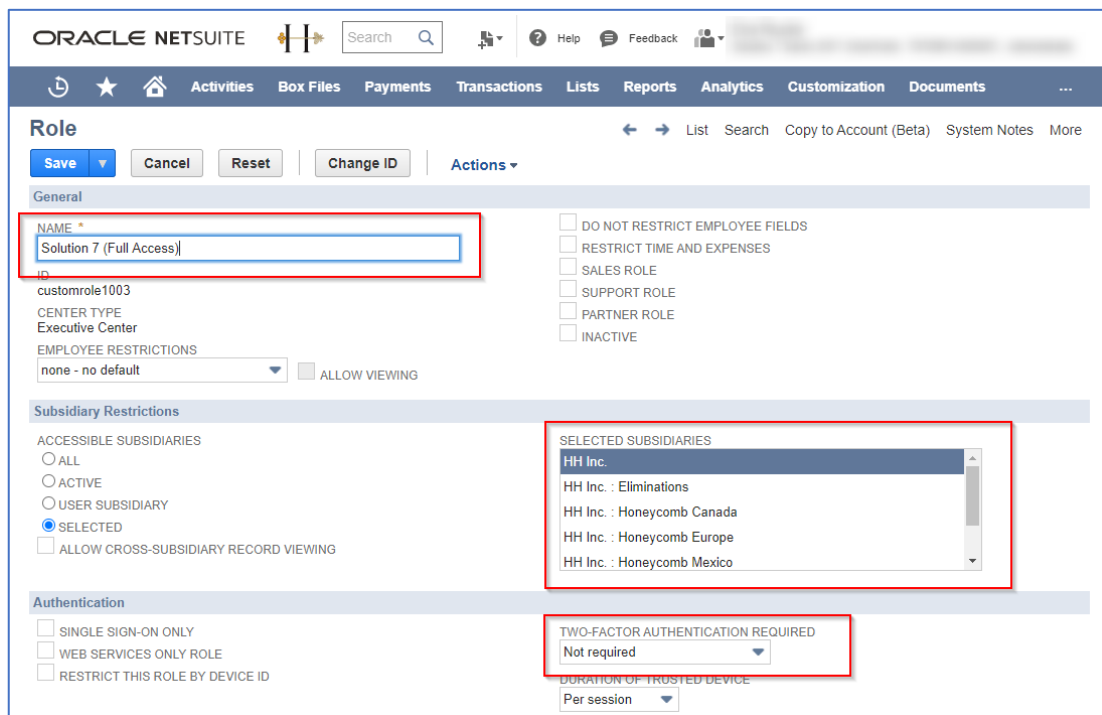 ORACLE NETSUITE H Search Help Feedback
Activities Box Files Payments Transactions Lists Reports Analytics Customization Documents ...
Role List Search Copy to Account (Beta) System Notes More
Save Cancel Reset Change ID Actions
General
NAME *
Solution 7 (Full Access)
ID
customrole1003
CENTER TYPE
Executive Center
EMPLOYEE RESTRICTIONS
none - no default ALLOW VIEWING
DO NOT RESTRICT EMPLOYEE FIELDS
RESTRICT TIME AND EXPENSES
SALES ROLE
SUPPORT ROLE
PARTNER ROLE
INACTIVE
Subsidiary Restrictions
ACCESSIBLE SUBSIDIARIES
ALL
ACTIVE
USER SUBSIDIARY
SELECTED
ALLOW CROSS-SUBSIDIARY RECORD VIEWING
SELECTED SUBSIDIARIES
HH Inc.
HH Inc. : Eliminations
HH Inc. : Honeycomb Canada
HH Inc. : Honeycomb Europe
HH Inc. : Honeycomb Mexico
Authentication
SINGLE SIGN-ON ONLY
WEB SERVICES ONLY ROLE
RESTRICT THIS ROLE BY DEVICE ID
TWO-FACTOR AUTHENTICATION REQUIRED
Not required
DURATION OF TRUSTED DEVICE
Per session